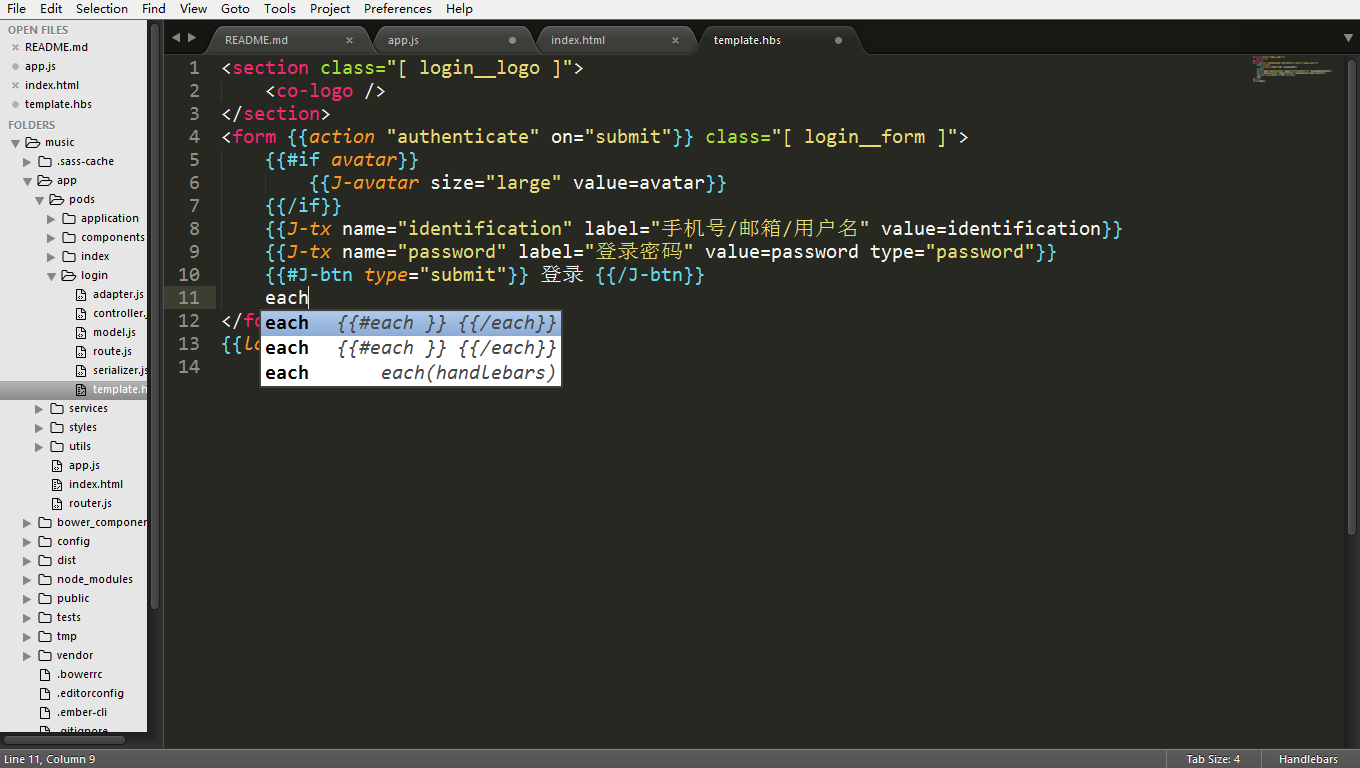 File Edit Selection Find View Goto Tools Project Preferences Help
OPEN FILES
README.md
app.js
index.html
template.hbs
FOLDERS
music
.sass-cache
app
pods
application
components
index
login
adapter.js
controller.
model.js
route.js
serializer.js
template.h
services
styles
utils
app.js
index.html
router.js
bower_componen
config
dist
node_modules
public
tests
tmp
vendor
.bowerrc
.editorconfig
.ember-cli
.gitignore
README.md app.js index.html template.hbs
1 <section class="[ login__logo ]">
2 <co-logo />
3 </section>
4 <form {{action "authenticate" on="submit"}} class="[ login__form ]">
5 {{#if avatar}}
6 {{J-avatar size="large" value=avatar}}
7 {{/if}}
8 {{J-tx name="identification" label="手机号/邮箱/用户名" value=identification}}
9 {{J-tx name="password" label="登录密码" value=password type="password"}}
10 {{#J-btn type="submit"}} 登录 {{/J-btn}}
11 each
12 </fo
13 {{lo
14
each {{#each }} {{/each}}
each {{#each }} {{/each}}
each each(handlebars)
Line 11, Column 9 Tab Size: 4 Handlebars